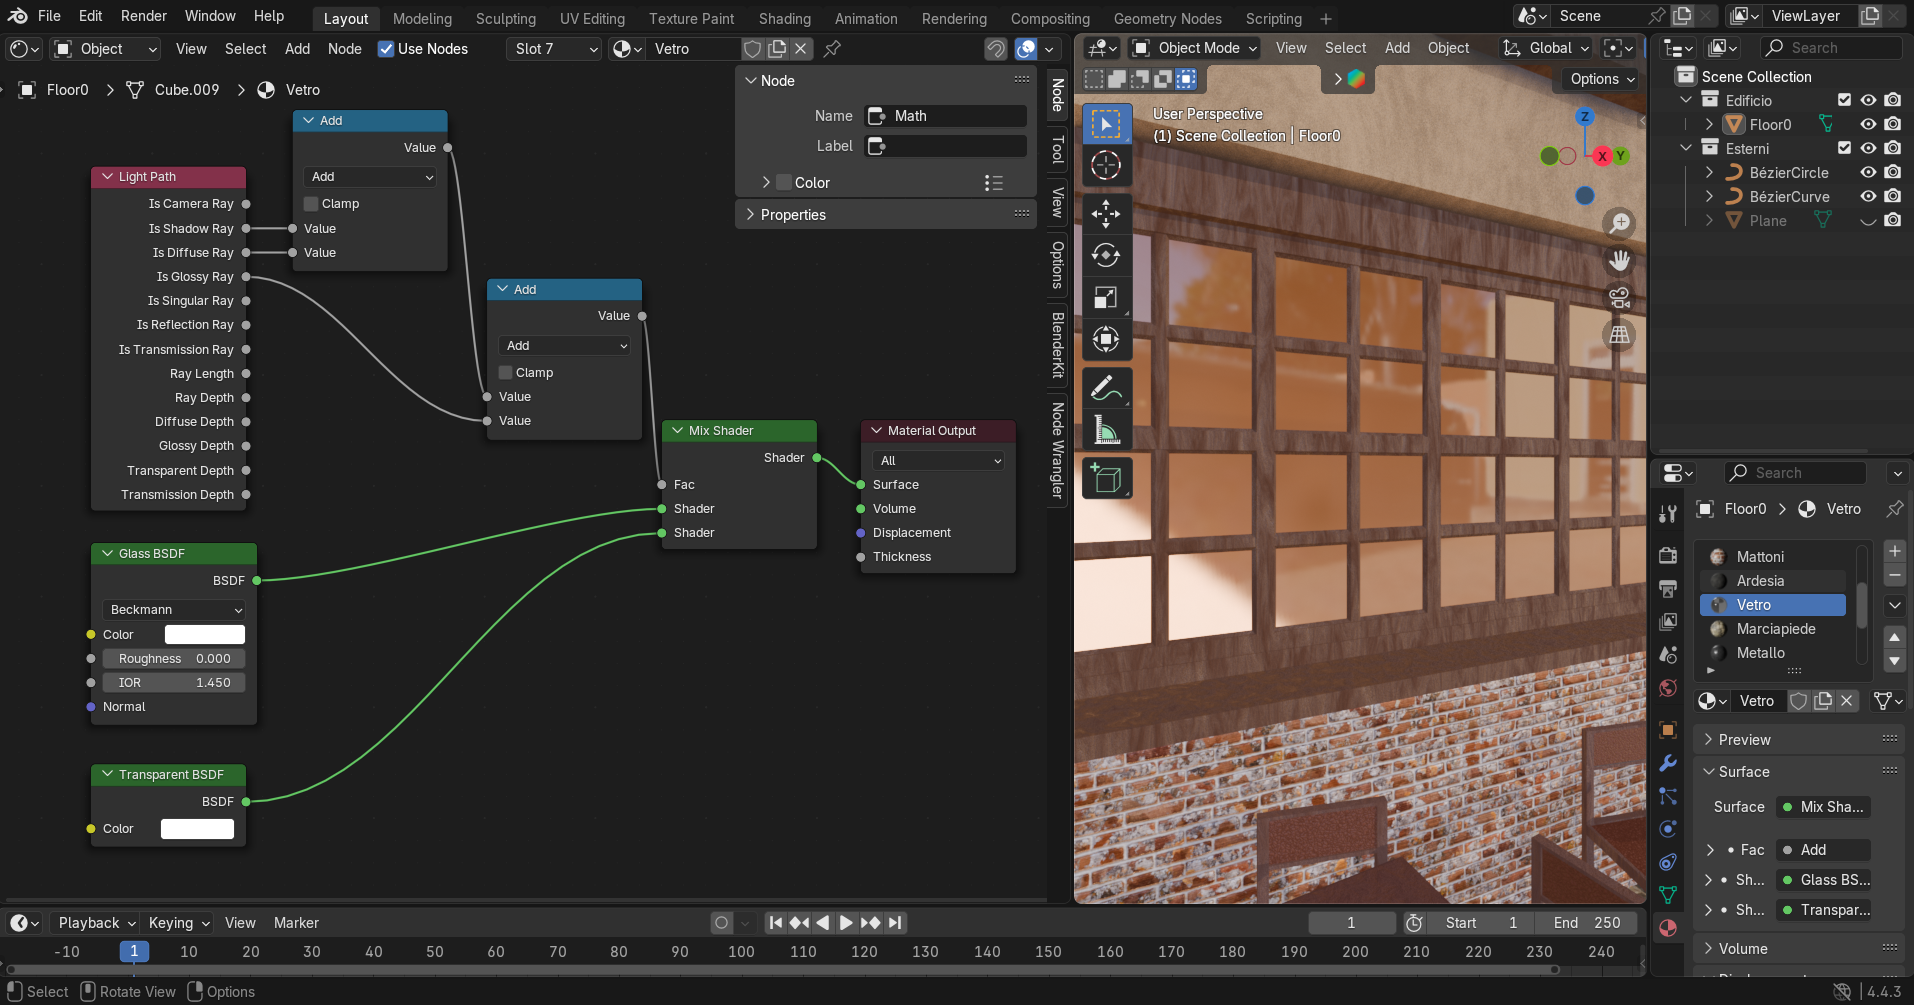 File Edit Render Window Help Layout Modeling Sculpting UV Editing Texture Paint Shading Animation Rendering Compositing Geometry Nodes Scripting + Scene ViewLayer
Object View Select Add Node Use Nodes Slot 7 Vetro
Object Mode View Select Add Object Global
Search
Options
Floor0 > Cube.009 > Vetro
Node
Name Math
Label
Color
Properties
Node
Tool
View
Options
BlenderKit
Node Wrangler
Add
Value
Add
Clamp
Value
Value
Light Path
Is Camera Ray
Is Shadow Ray
Is Diffuse Ray
Is Glossy Ray
Is Singular Ray
Is Reflection Ray
Is Transmission Ray
Ray Length
Ray Depth
Diffuse Depth
Glossy Depth
Transparent Depth
Transmission Depth
Add
Value
Add
Clamp
Value
Value
Mix Shader
Shader
Fac
Shader
Shader
Material Output
All
Surface
Volume
Displacement
Thickness
Glass BSDF
BSDF
Beckmann
Color
Roughness 0.000
IOR 1.450
Normal
Transparent BSDF
BSDF
Color
User Perspective
(1) Scene Collection | Floor0
Z
X Y
Scene Collection
Edificio
Floor0
Esterni
BézierCircle
BézierCurve
Plane
Search
Floor0 > Vetro
Mattoni
Ardesia
Vetro
Marciapiede
Metallo
Vetro
Preview
Surface
Surface Mix Sha...
Fac Add
Sh... Glass BS...
Sh... Transpar...
Volume
Playback Keying View Marker 1 Start 1 End 250
-10 1 10 20 30 40 50 60 70 80 90 100 110 120 130 140 150 160 170 180 190 200 210 220 230 240
Select Rotate View Options 4.4.3